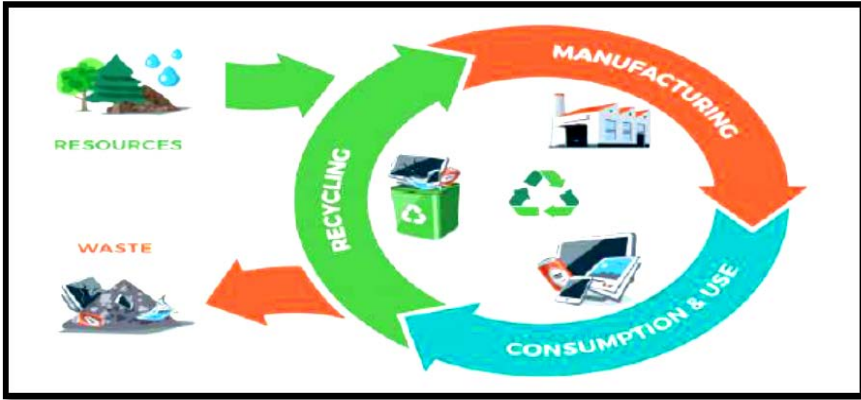 RESOURCES
WASTE
RECYCLING
MANUFACTURING
CONSUMPTION & USE